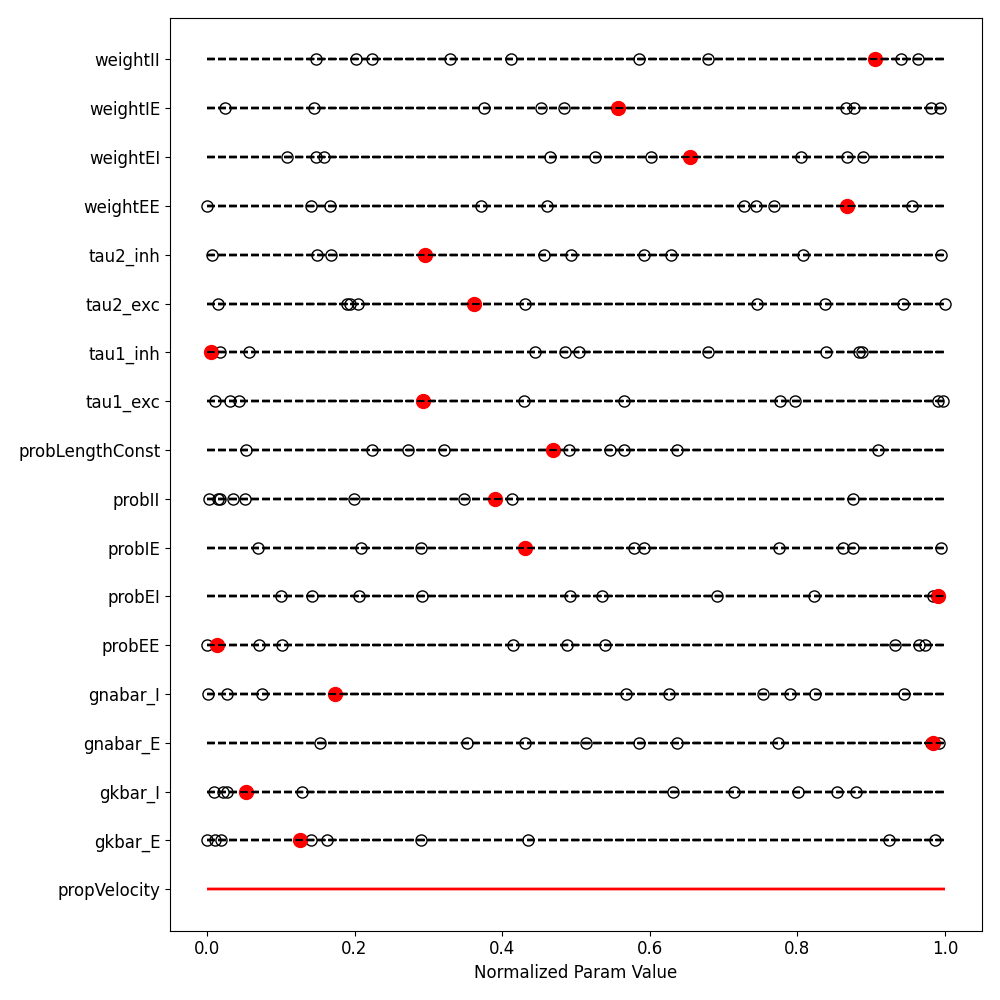 weightII
weightIE
weightEI
weightEE
tau2_inh
tau2_exc
tau1_inh
tau1_exc
probLengthConst
probII
probIE
probEI
probEE
gnabar_I
gnabar_E
gkbar_I
gkbar_E
propVelocity
0.0 0.2 0.4 0.6 0.8 1.0
Normalized Param Value